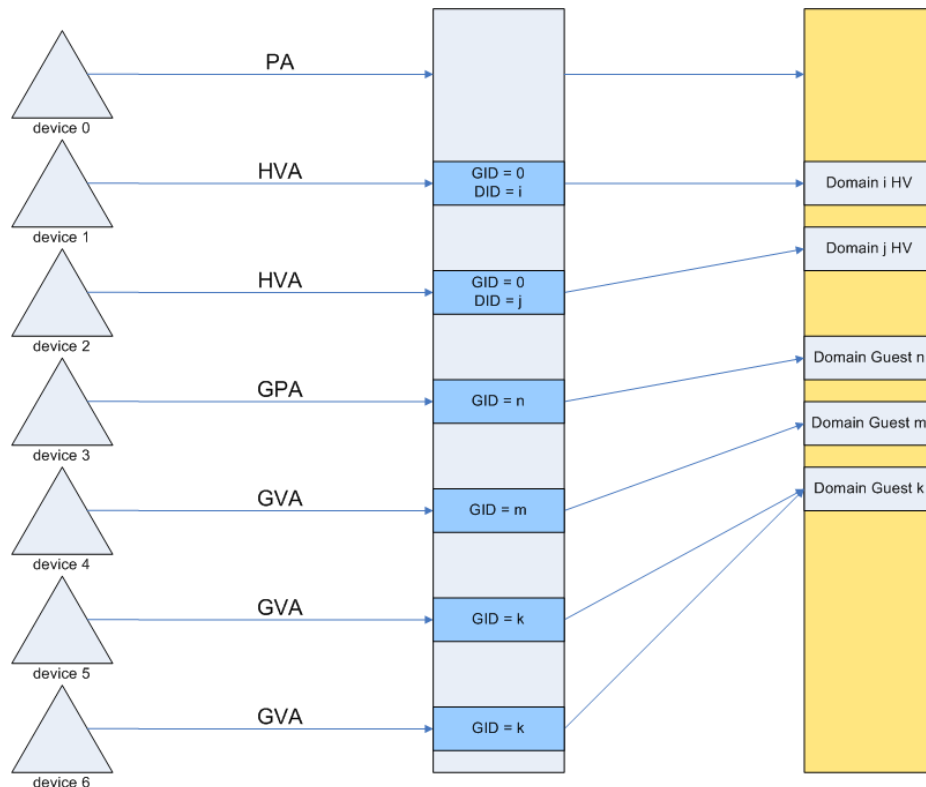 PA
device 0
HVA
GID = 0
DID = i
Domain i HV
device 1
HVA
GID = 0
DID = j
Domain j HV
device 2
GPA
GID = n
Domain Guest n
device 3
GVA
GID = m
Domain Guest m
device 4
GVA
GID = k
Domain Guest k
device 5
GVA
GID = k
device 6